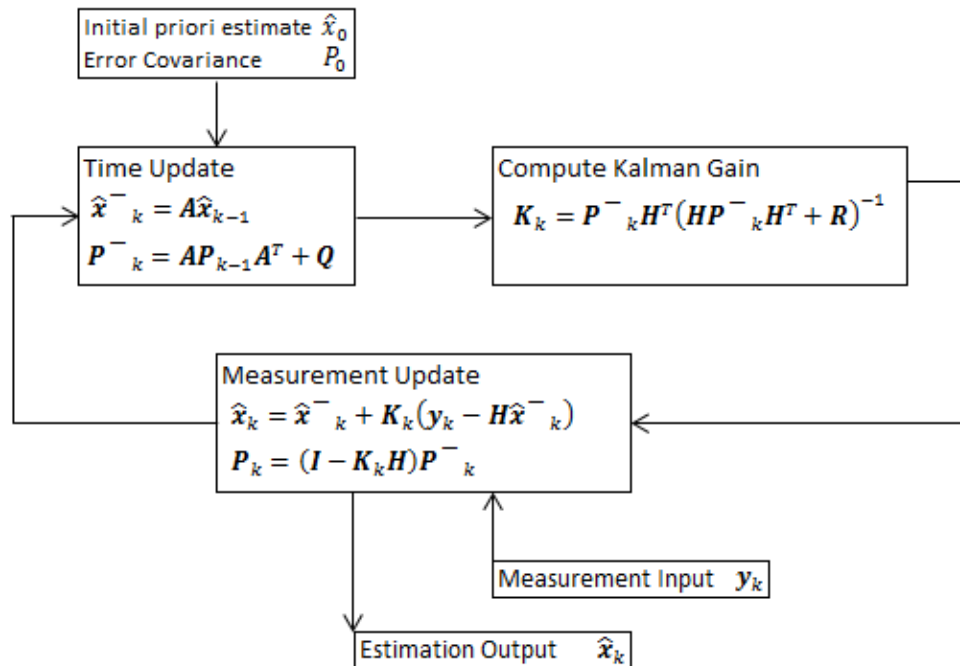 Initial priori estimate x̂₀
Error Covariance P₀
Time Update
x̂⁻ₖ = Ax̂ₖ₋₁
P⁻ₖ = APₖ₋₁Aᵀ + Q
Compute Kalman Gain
Kₖ = P⁻ₖHᵀ(HP⁻ₖHᵀ + R)⁻¹
Measurement Update
x̂ₖ = x̂⁻ₖ + Kₖ(yₖ − Hx̂⁻ₖ)
Pₖ = (I − KₖH)P⁻ₖ
Measurement Input yₖ
Estimation Output x̂ₖ